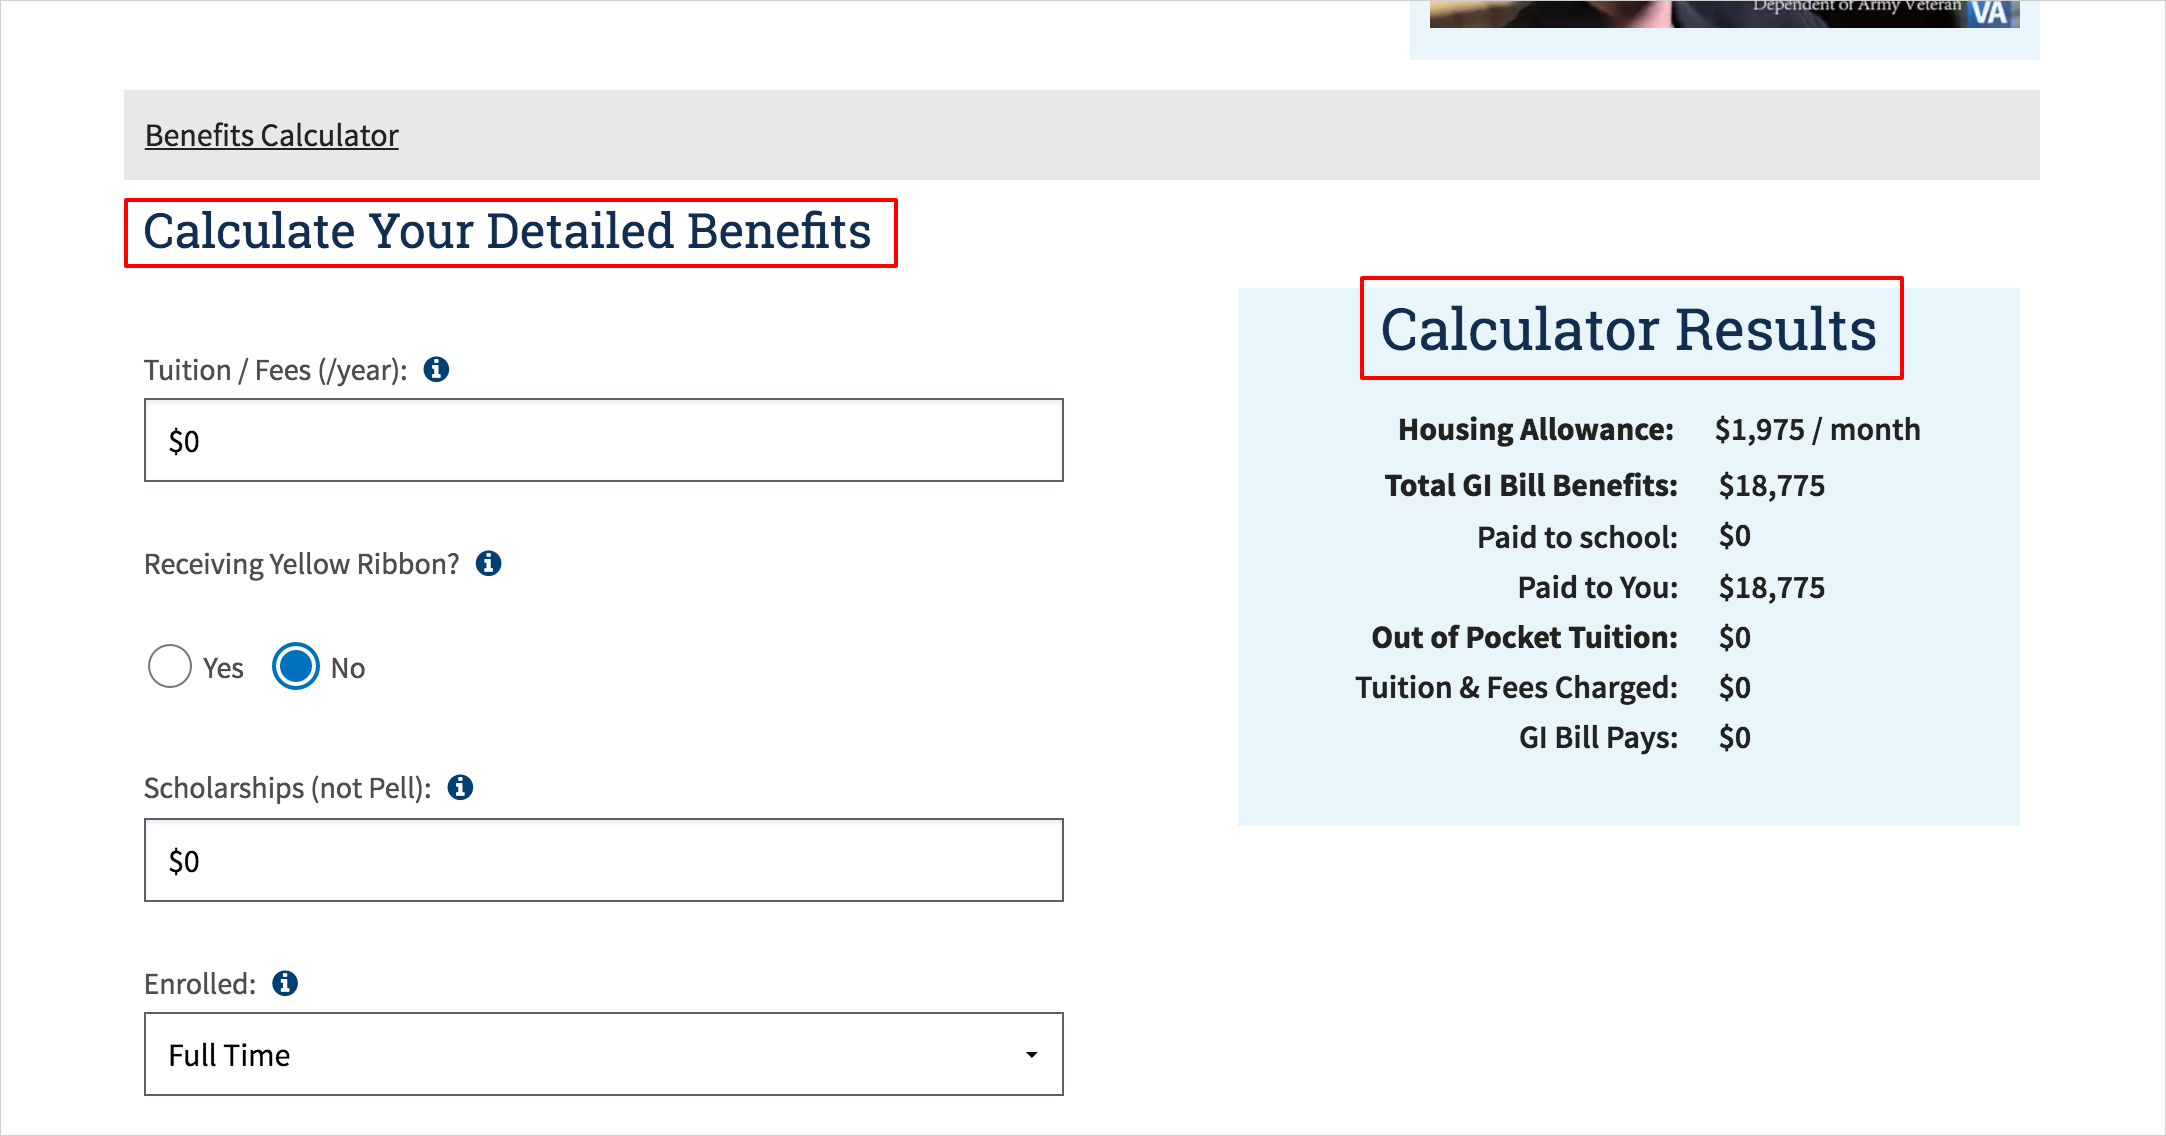 Dependent of Army Veteran
VA
Benefits Calculator
Calculate Your Detailed Benefits
Tuition / Fees (/year):
$0
Receiving Yellow Ribbon?
Yes No
Scholarships (not Pell):
$0
Enrolled:
Full Time
Calculator Results
Housing Allowance: $1,975 / month
Total GI Bill Benefits: $18,775
Paid to school: $0
Paid to You: $18,775
Out of Pocket Tuition: $0
Tuition & Fees Charged: $0
GI Bill Pays: $0